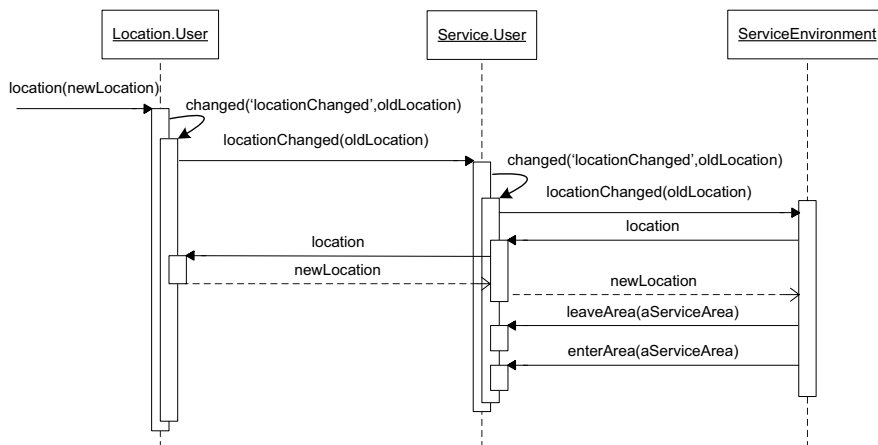 Location.User
Service.User
ServiceEnvironment
location(newLocation)
changed(‘locationChanged’,oldLocation)
locationChanged(oldLocation)
changed(‘locationChanged’,oldLocation)
locationChanged(oldLocation)
location
location
newLocation
newLocation
leaveArea(aServiceArea)
enterArea(aServiceArea)